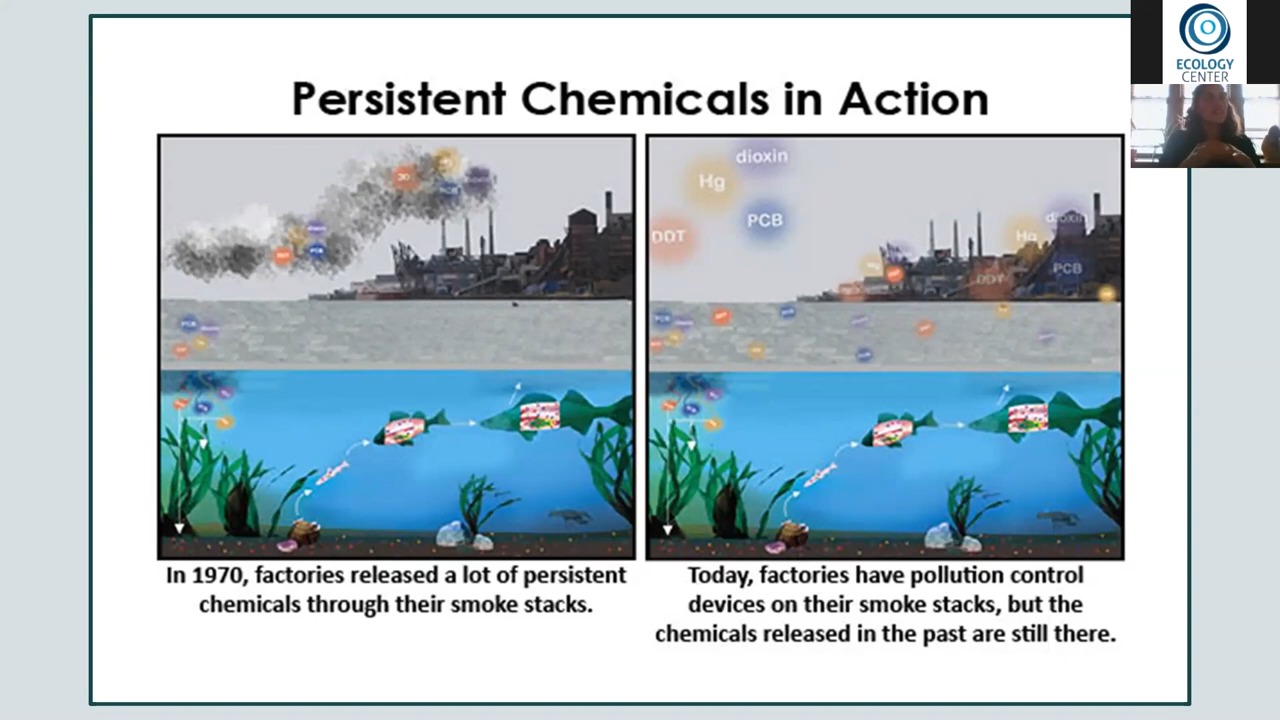 ECOLOGY
CENTER
Persistent Chemicals in Action
dioxin
Hg
PCB
DDT
dioxin
Hg
PCB
DDT
In 1970, factories released a lot of persistent
chemicals through their smoke stacks.
Today, factories have pollution control
devices on their smoke stacks, but the
chemicals released in the past are still there.